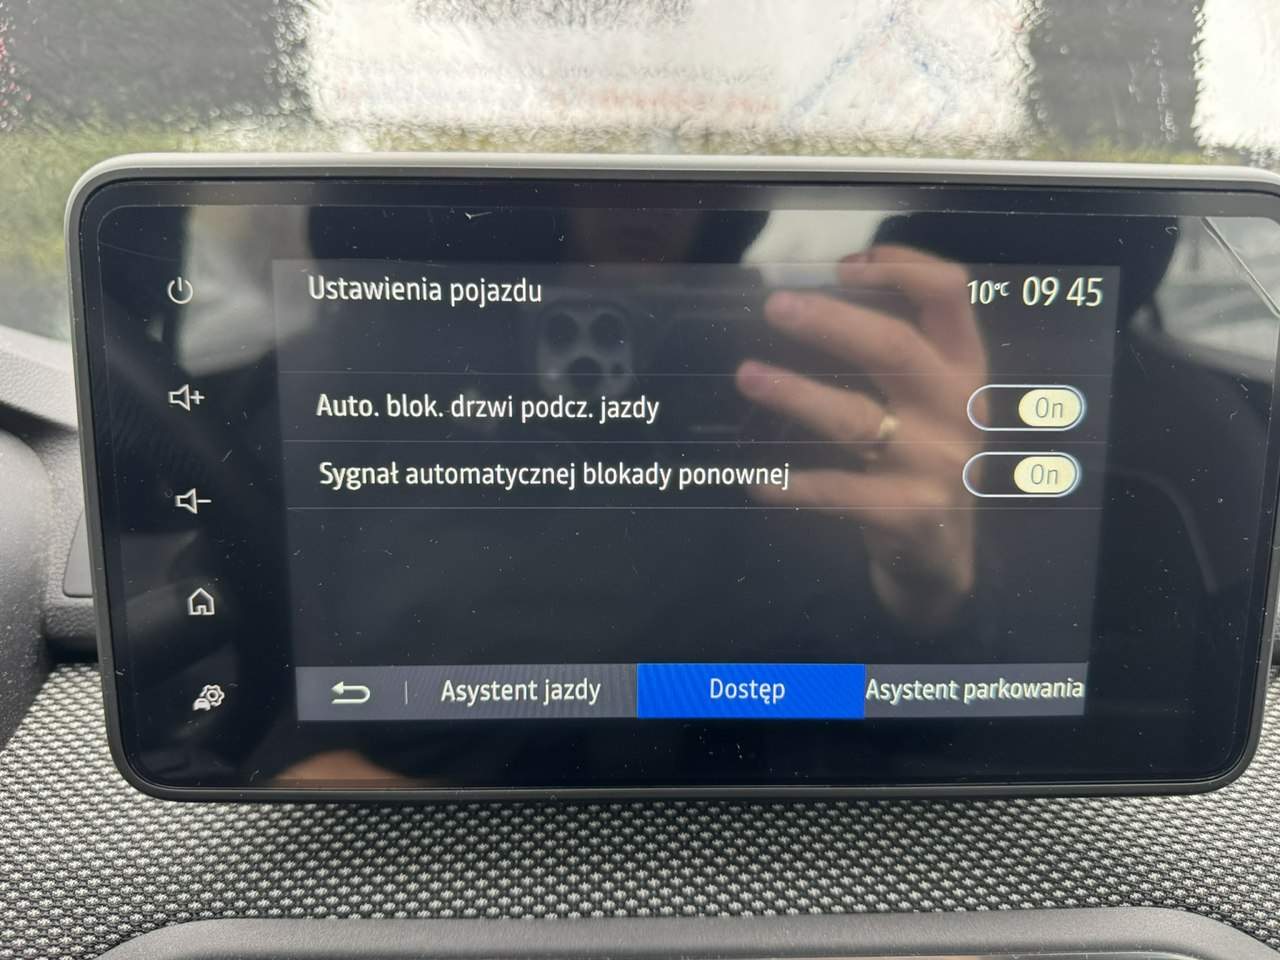 Ustawienia pojazdu
10°C 09 45
Auto. blok. drzwi podcz. jazdy
On
Sygnał automatycznej blokady ponownej
On
Asystent jazdy
Dostęp
Asystent parkowania